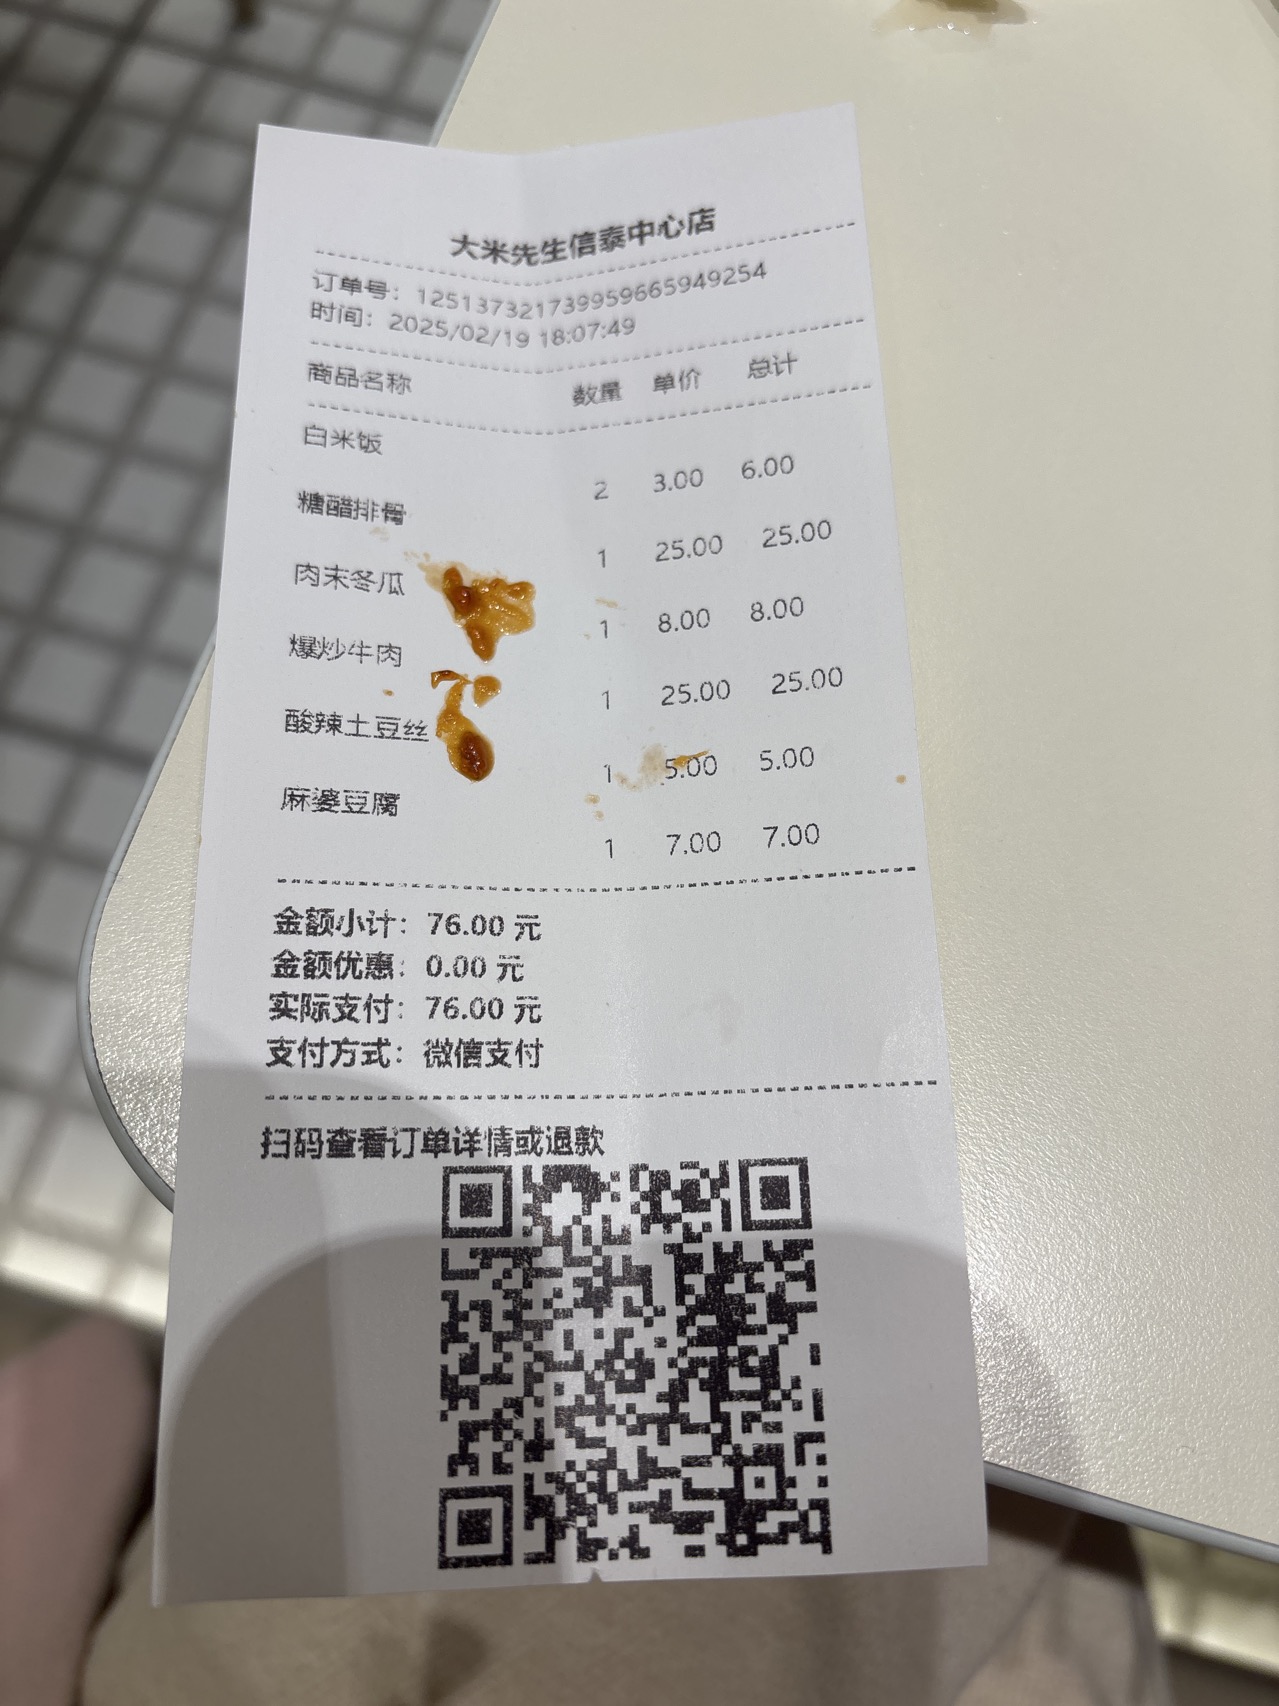 大米先生信泰中心店
订单号：125137321739959665949254
时间：2025/02/19 18:07:49
商品名称 数量 单价 总计
白米饭
2 3.00 6.00
糖醋排骨
1 25.00 25.00
肉末冬瓜
1 8.00 8.00
爆炒牛肉
1 25.00 25.00
酸辣土豆丝
1 5.00 5.00
麻婆豆腐
1 7.00 7.00
金额小计：76.00 元
金额优惠：0.00 元
实际支付：76.00 元
支付方式：微信支付
扫码查看订单详情或退款